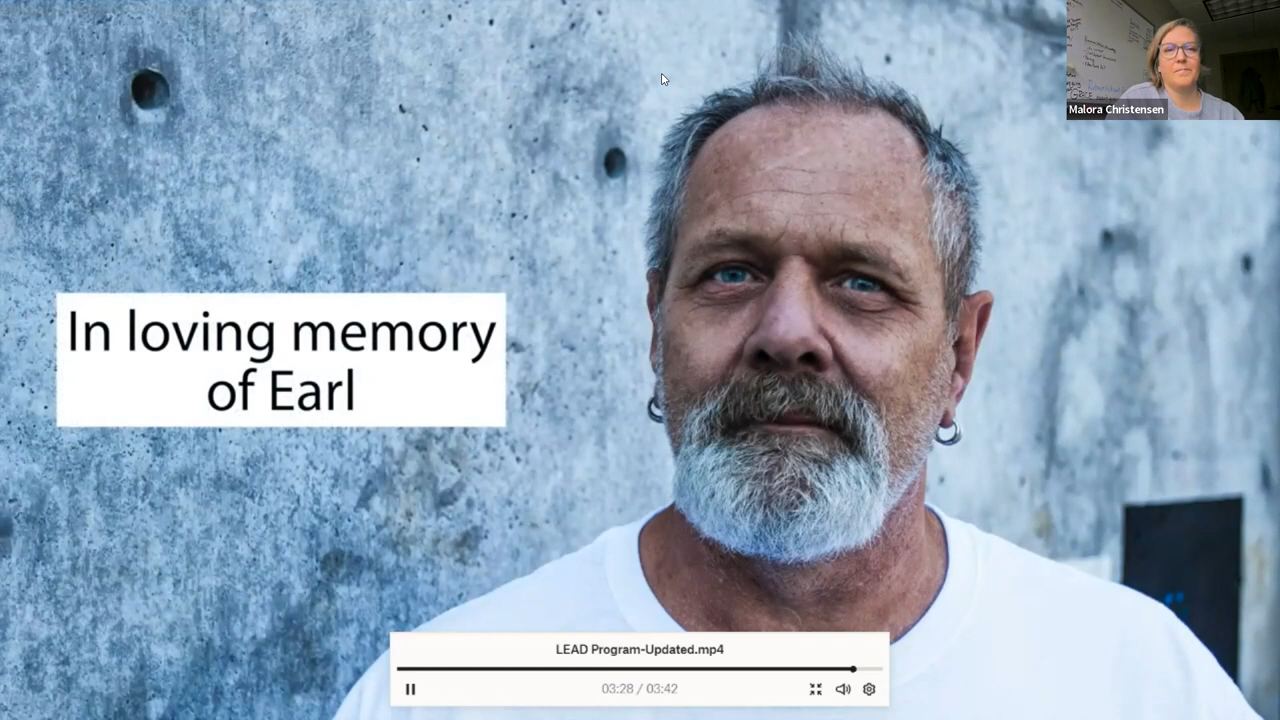 Malora Christensen
In loving memory
of Earl
LEAD Program-Updated.mp4
03:28 / 03:42